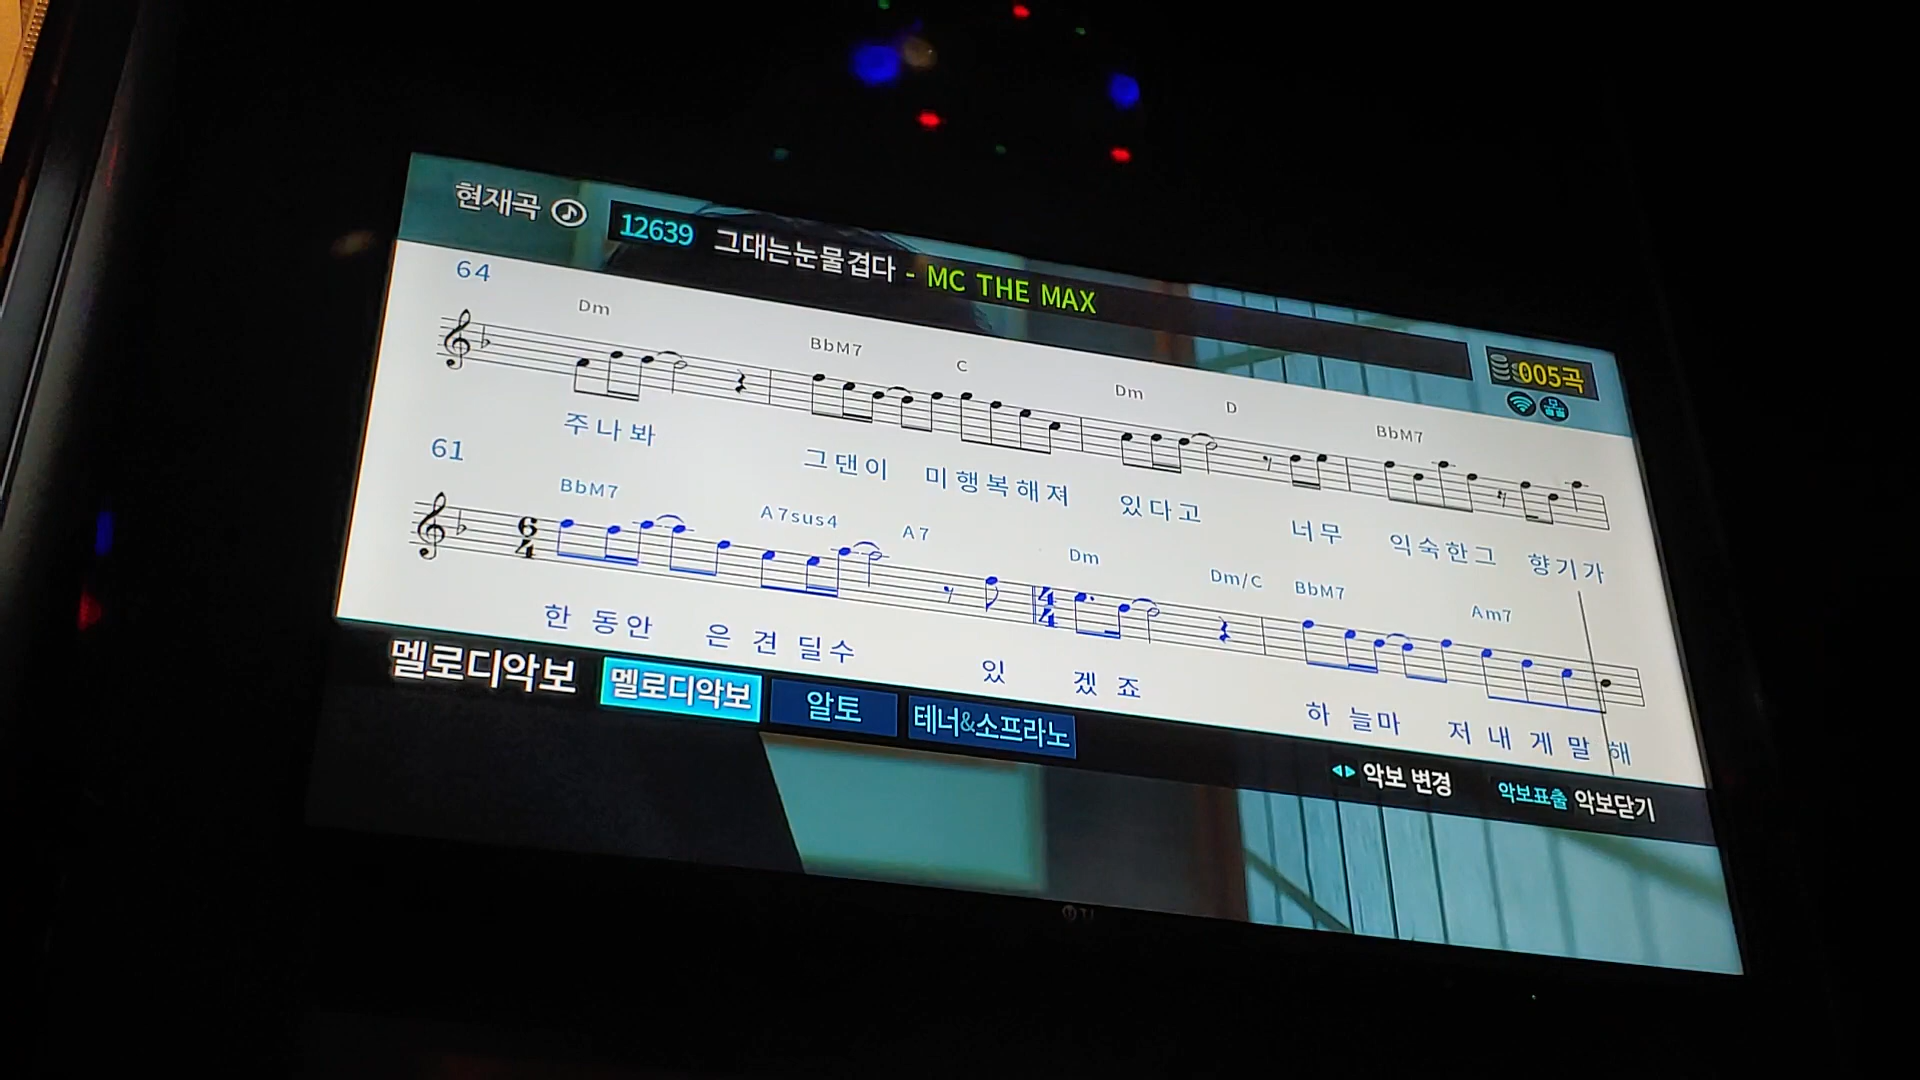 현재곡 12639 그대는눈물겹다 - MC THE MAX
005곡
64
Dm BbM7 C Dm D BbM7
주나봐 그댄이 미행복해져 있다고 너무 익숙한그 향기가
61
BbM7 A7sus4 A7 Dm Dm/C BbM7 Am7
6/4 4/4
한 동안 은 견 딜수 있 겠 죠 하 늘마 저 내 게 말 해
멜로디악보 멜로디악보 알토 테너&소프라노
악보 변경 악보표출 악보닫기